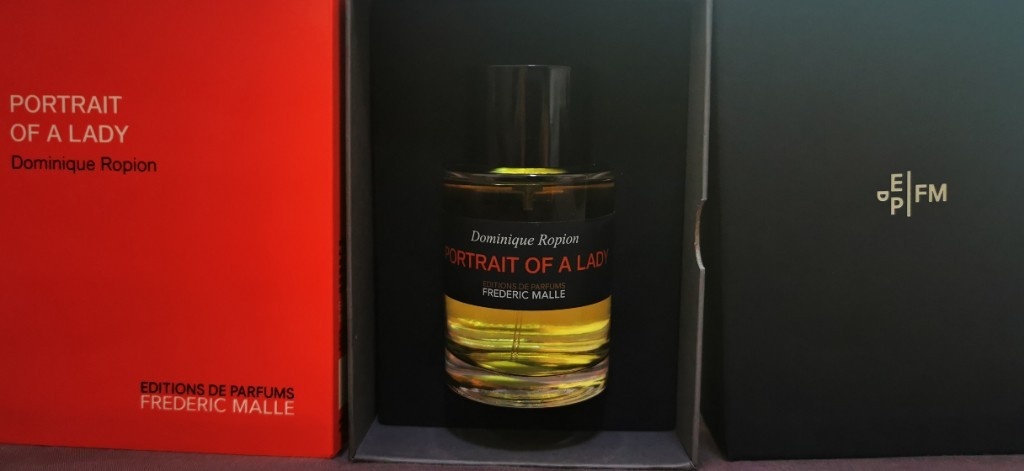 PORTRAIT
OF A LADY
Dominique Ropion
EDITIONS DE PARFUMS
FREDERIC MALLE
Dominique Ropion
PORTRAIT OF A LADY
EDITIONS DE PARFUMS
FREDERIC MALLE
E
D P FM